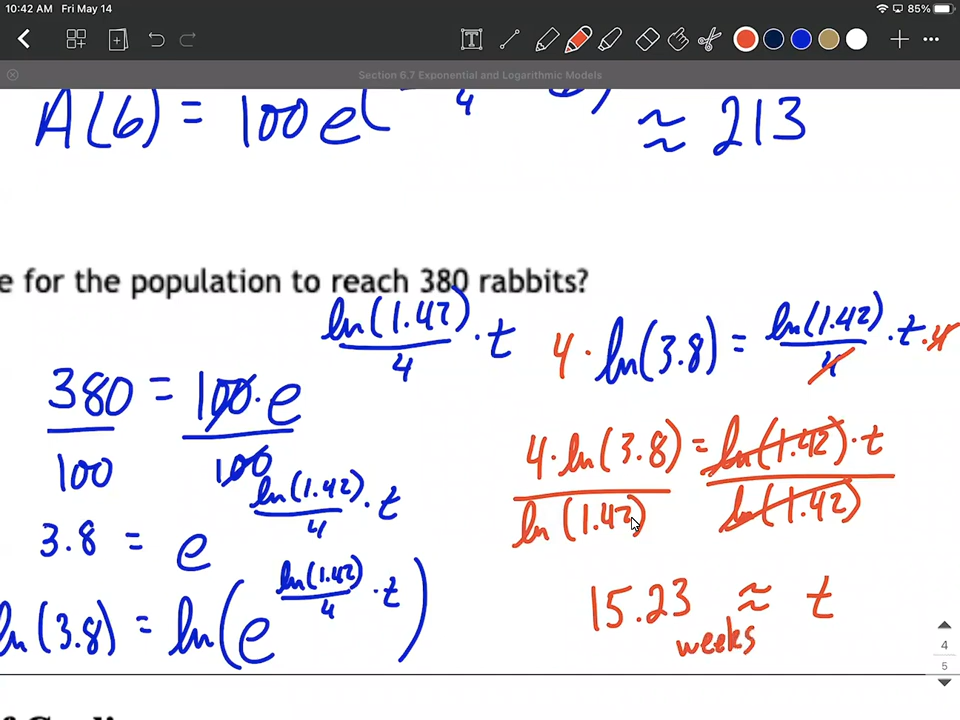 10:42 AM Fri May 14
85%
T
Section 6.7 Exponential and Logarithmic Models
A(6) = 100 e ( 4 ≈ 213
e for the population to reach 380 rabbits?
380 = 100·e ln(1.42)/4 · t
100 100
3.8 = e ln(1.42)/4 · t
ln(3.8) = ln(e ln(1.42)/4 · t)
4 · ln(3.8) = ln(1.42)/4 · t · 4
4·ln(3.8) = ln(1.42)·t
ln(1.42) ln(1.42)
15.23 ≈ t
weeks
4
5